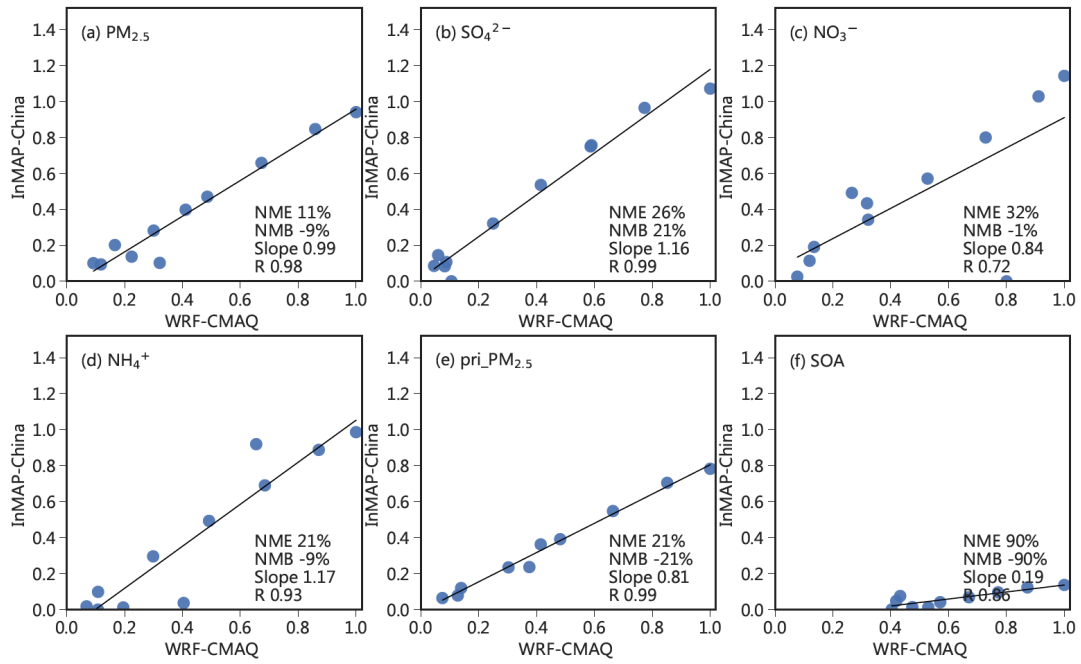 (a) PM₂.₅
1.4
1.2
1.0
0.8
0.6
0.4
0.2
0.0
InMAP-China
NME 11%
NMB -9%
Slope 0.99
R 0.98
0.0 0.2 0.4 0.6 0.8 1.0
WRF-CMAQ
(b) SO₄²⁻
1.4
1.2
1.0
0.8
0.6
0.4
0.2
0.0
InMAP-China
NME 26%
NMB 21%
Slope 1.16
R 0.99
0.0 0.2 0.4 0.6 0.8 1.0
WRF-CMAQ
(c) NO₃⁻
1.4
1.2
1.0
0.8
0.6
0.4
0.2
0.0
InMAP-China
NME 32%
NMB -1%
Slope 0.84
R 0.72
0.0 0.2 0.4 0.6 0.8 1.0
WRF-CMAQ
(d) NH₄⁺
1.4
1.2
1.0
0.8
0.6
0.4
0.2
0.0
InMAP-China
NME 21%
NMB -9%
Slope 1.17
R 0.93
0.0 0.2 0.4 0.6 0.8 1.0
WRF-CMAQ
(e) pri_PM₂.₅
1.4
1.2
1.0
0.8
0.6
0.4
0.2
0.0
InMAP-China
NME 21%
NMB -21%
Slope 0.81
R 0.99
0.0 0.2 0.4 0.6 0.8 1.0
WRF-CMAQ
(f) SOA
1.4
1.2
1.0
0.8
0.6
0.4
0.2
0.0
InMAP-China
NME 90%
NMB -90%
Slope 0.19
R 0.86
0.0 0.2 0.4 0.6 0.8 1.0
WRF-CMAQ